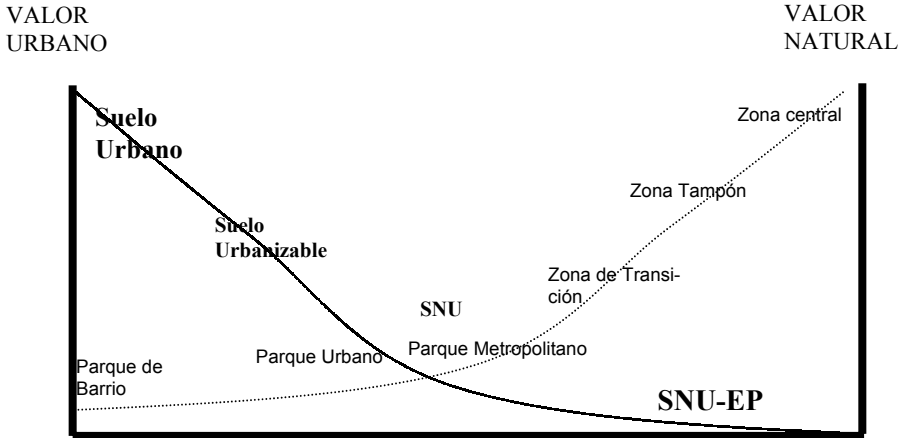 VALOR
URBANO
VALOR
NATURAL
Suelo
Urbano
Zona central
Zona Tampón
Suelo
Urbanizable
Zona de Transi-
ción
SNU
Parque Metropolitano
Parque Urbano
Parque de
Barrio
SNU-EP